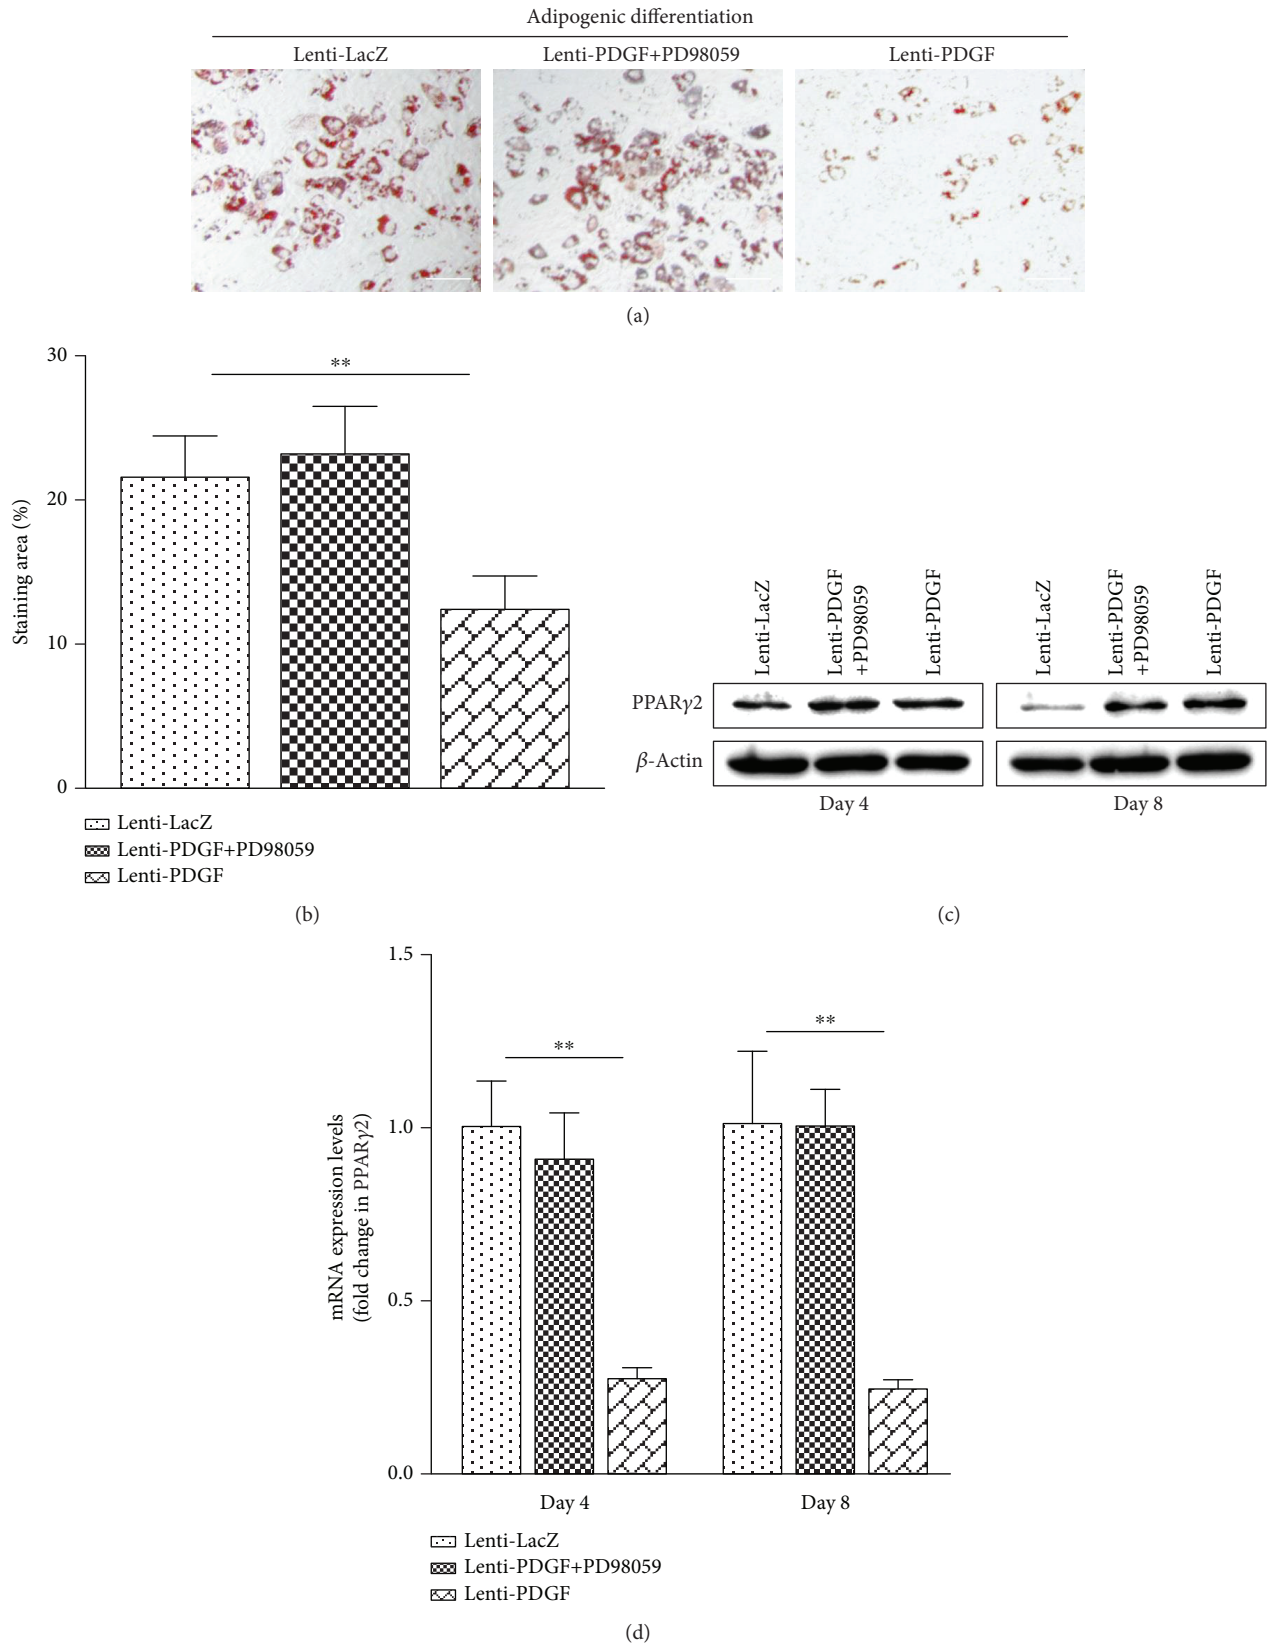 Adipogenic differentiation
Lenti-LacZ
Lenti-PDGF+PD98059
Lenti-PDGF
(a)
30
20
10
0
Staining area (%)
**
Lenti-LacZ
Lenti-PDGF+PD98059
Lenti-PDGF
(b)
Lenti-LacZ
Lenti-PDGF
+PD98059
Lenti-PDGF
Lenti-LacZ
Lenti-PDGF
+PD98059
Lenti-PDGF
PPARγ2
β-Actin
Day 4
Day 8
(c)
1.5
1.0
0.5
0.0
mRNA expression levels
(fold change in PPARγ2)
**
**
Day 4
Day 8
Lenti-LacZ
Lenti-PDGF+PD98059
Lenti-PDGF
(d)